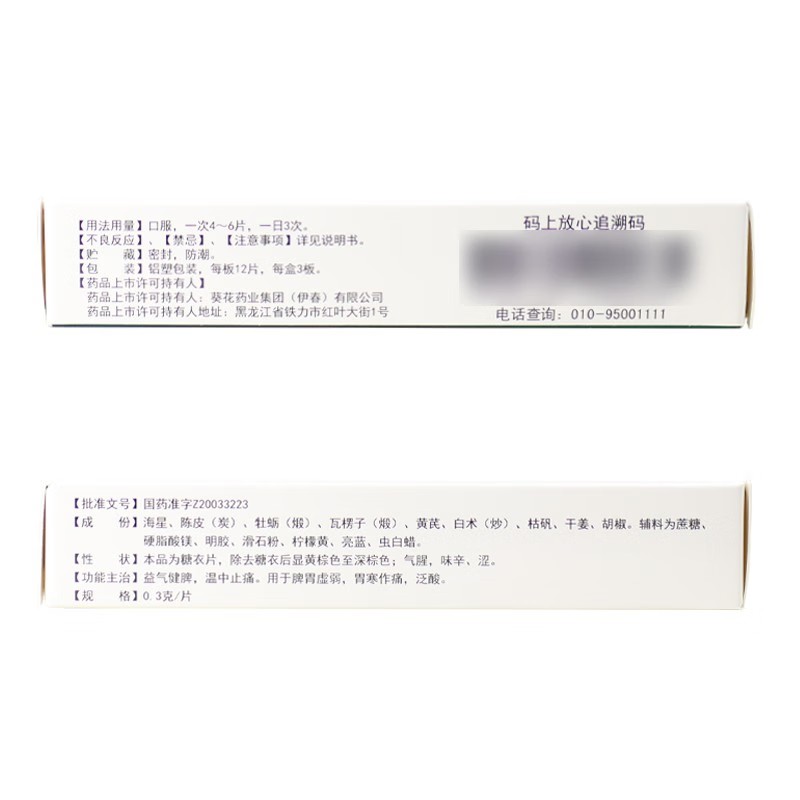 【用法用量】口服,一次4~6片,一日3次。
【不良反应】、【禁忌】、【注意事项】详见说明书。
【贮 藏】密封,防潮。
【包 装】铝塑包装,每板12片,每盒3板。
【药品上市许可持有人】
药品上市许可持有人:葵花药业集团(伊春)有限公司
药品上市许可持有人地址:黑龙江省铁力市红叶大街1号
码上放心追溯码
电话查询:010-95001111
【批准文号】国药准字Z20033223
【成 份】海星、陈皮(炭)、牡蛎(煅)、瓦楞子(煅)、黄芪、白术(炒)、枯矾、干姜、胡椒。辅料为蔗糖、
硬脂酸镁、明胶、滑石粉、柠檬黄、亮蓝、虫白蜡。
【性 状】本品为糖衣片,除去糖衣后显黄棕色至深棕色;气腥,味辛、涩。
【功能主治】益气健脾,温中止痛。用于脾胃虚弱,胃寒作痛,泛酸。
【规 格】0.3克/片